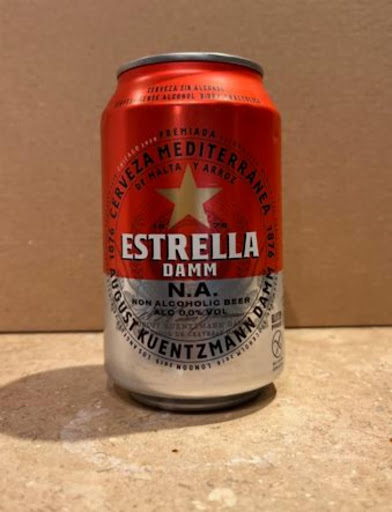 CERVEZA SIN ALCOHOL
PREMIADA
CERVEZA MEDITERRÁNEA
DE MALTA Y ARROZ
1876 1876
ESTRELLA
DAMM
N.A.
NON ALCOHOLIC BEER
ALC 0,0% VOL
AUGUST KUENTZMANN DAMM